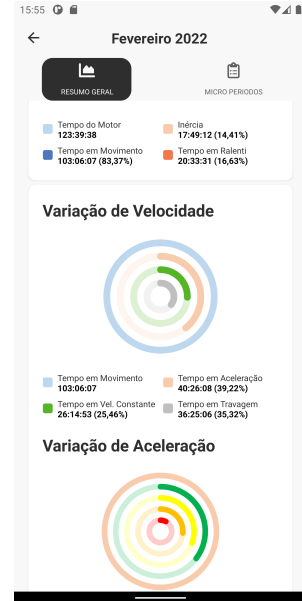 15:55
Fevereiro 2022
RESUMO GERAL
MICRO PERIODOS
Tempo do Motor
123:39:38
Inércia
17:49:12 (14,41%)
Tempo em Movimento
103:06:07 (83,37%)
Tempo em Ralenti
20:33:31 (16,63%)
Variação de Velocidade
Tempo em Movimento
103:06:07
Tempo em Aceleração
40:26:08 (39,22%)
Tempo em Vel. Constante
26:14:53 (25,46%)
Tempo em Travagem
36:25:06 (35,32%)
Variação de Aceleração